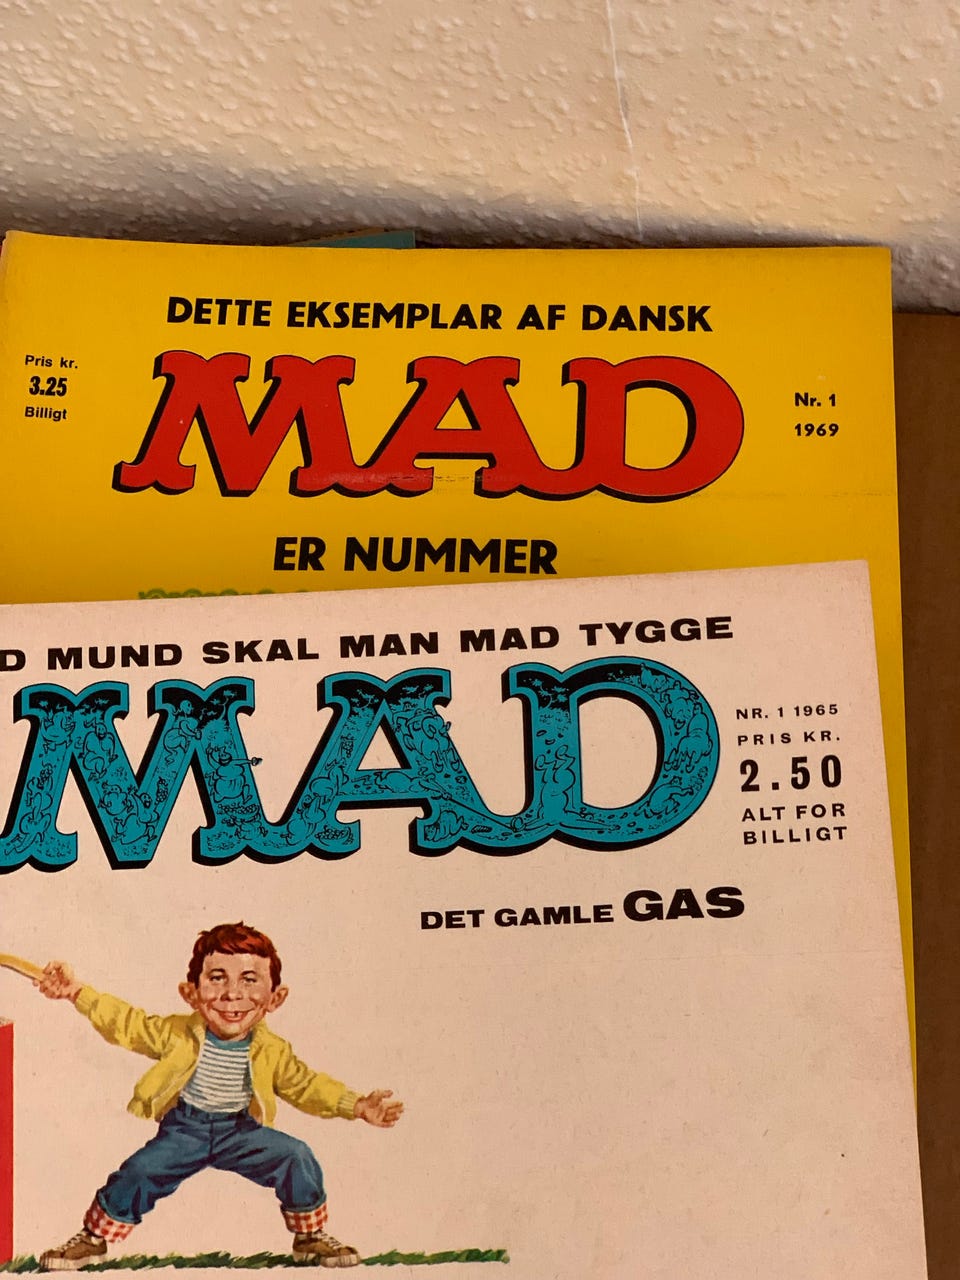 DETTE EKSEMPLAR AF DANSK
Pris kr.
3.25
Billigt
MAD
Nr. 1
1969
ER NUMMER
MUND SKAL MAN MAD TYGGE
MAD
NR. 1 1965
PRIS KR.
2.50
ALT FOR
BILLIGT
DET GAMLE GAS